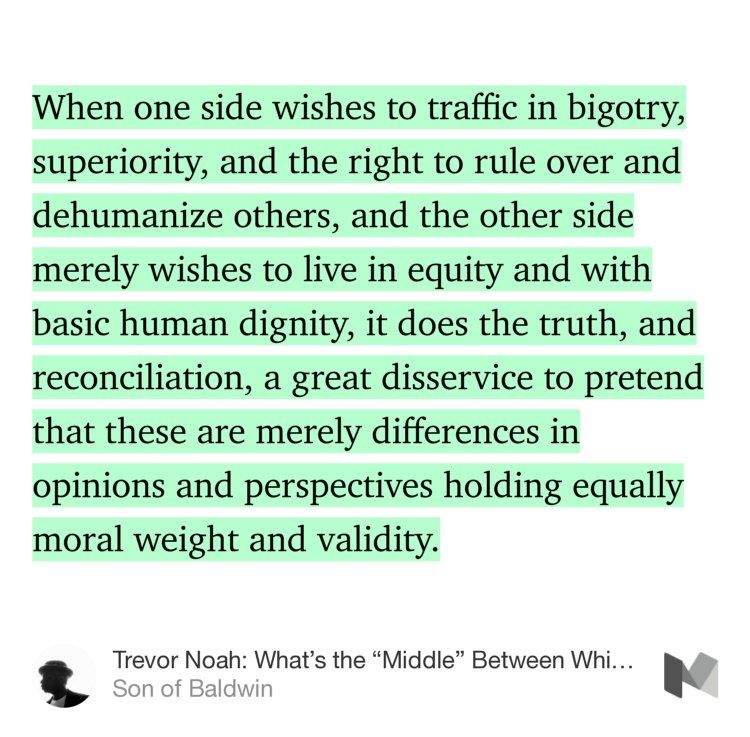 When one side wishes to traffic in bigotry,
superiority, and the right to rule over and
dehumanize others, and the other side
merely wishes to live in equity and with
basic human dignity, it does the truth, and
reconciliation, a great disservice to pretend
that these are merely differences in
opinions and perspectives holding equally
moral weight and validity.
Trevor Noah: What’s the “Middle” Between Whi…
Son of Baldwin